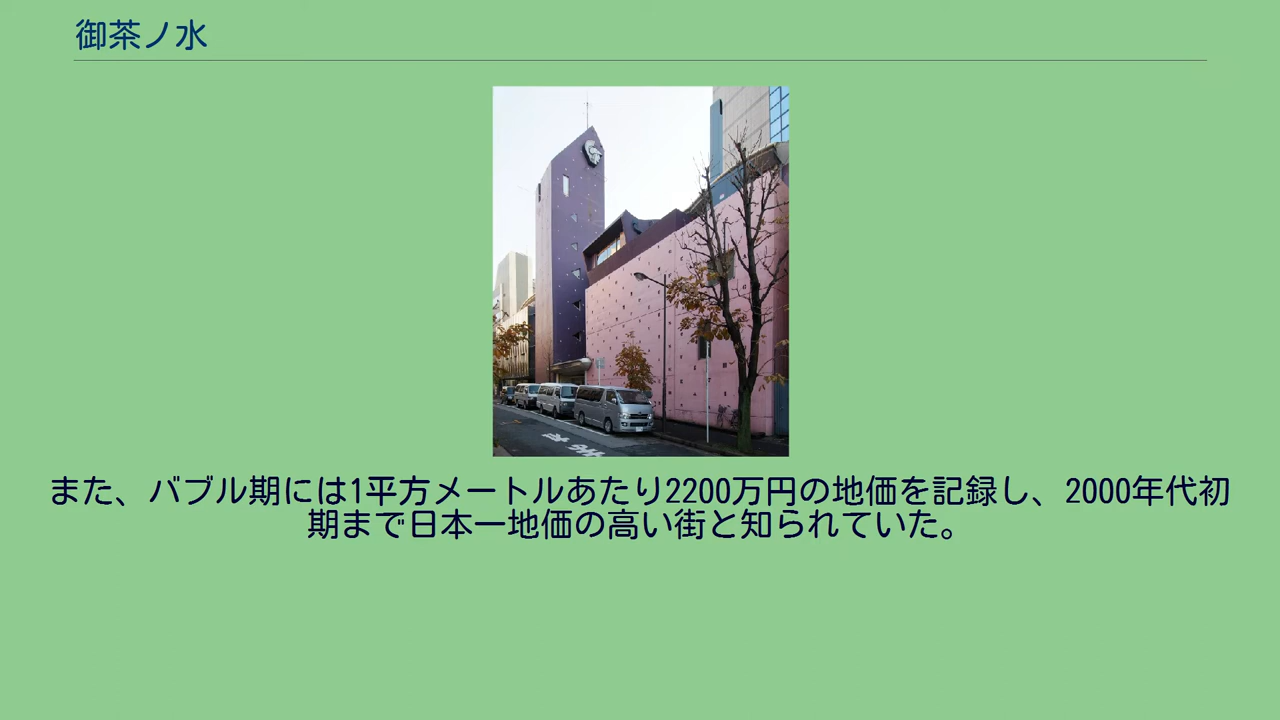 御茶ノ水
また、バブル期には1平方メートルあたり2200万円の地価を記録し、2000年代初
期まで日本一地価の高い街と知られていた。